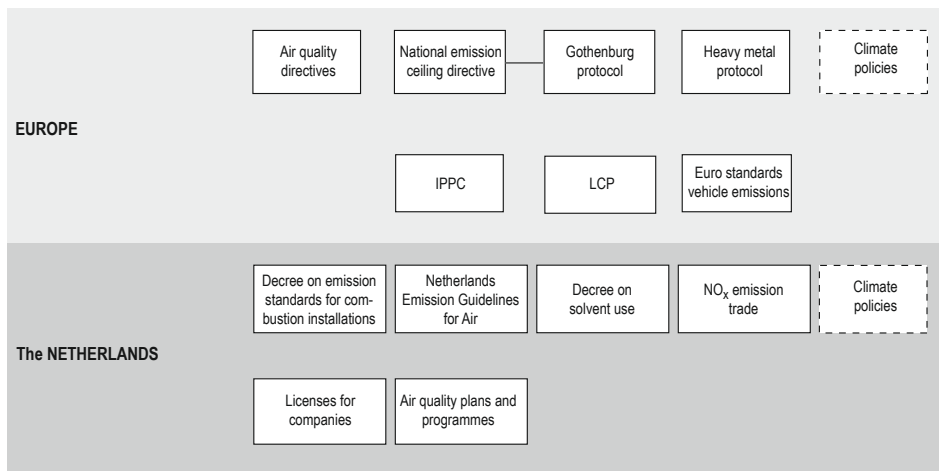 Air quality
directives
National emission
ceiling directive
Gothenburg
protocol
Heavy metal
protocol
Climate
policies
EUROPE
IPPC
LCP
Euro standards
vehicle emissions
Decree on emission
standards for com-
bustion installations
Netherlands
Emission Guidelines
for Air
Decree on
solvent use
NOx emission
trade
Climate
policies
The NETHERLANDS
Licenses for
companies
Air quality plans and
programmes